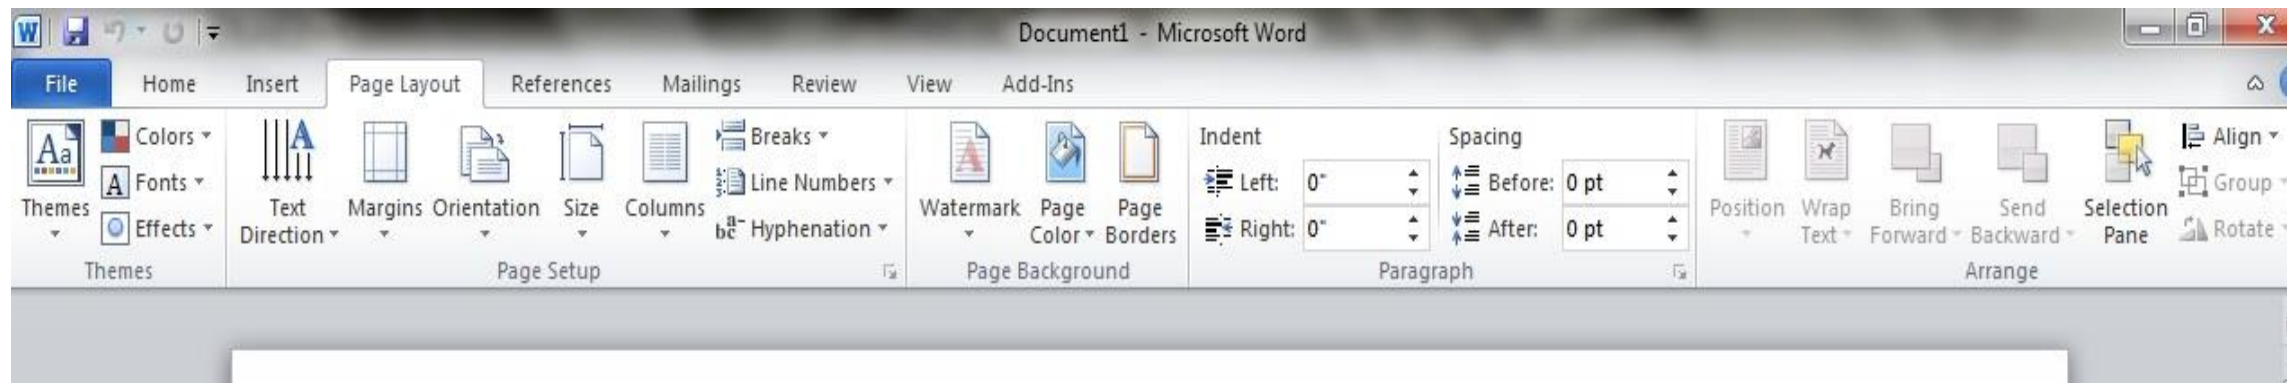 Document1 - Microsoft Word
File Home Insert Page Layout References Mailings Review View Add-Ins
Themes
Colors
Fonts
Effects
Themes
Text
Direction
Margins
Orientation
Size
Columns
Breaks
Line Numbers
Hyphenation
Page Setup
Watermark
Page
Color
Page
Borders
Page Background
Indent
Left: 0"
Right: 0"
Spacing
Before: 0 pt
After: 0 pt
Paragraph
Position
Wrap
Text
Bring
Forward
Send
Backward
Selection
Pane
Align
Group
Rotate
Arrange